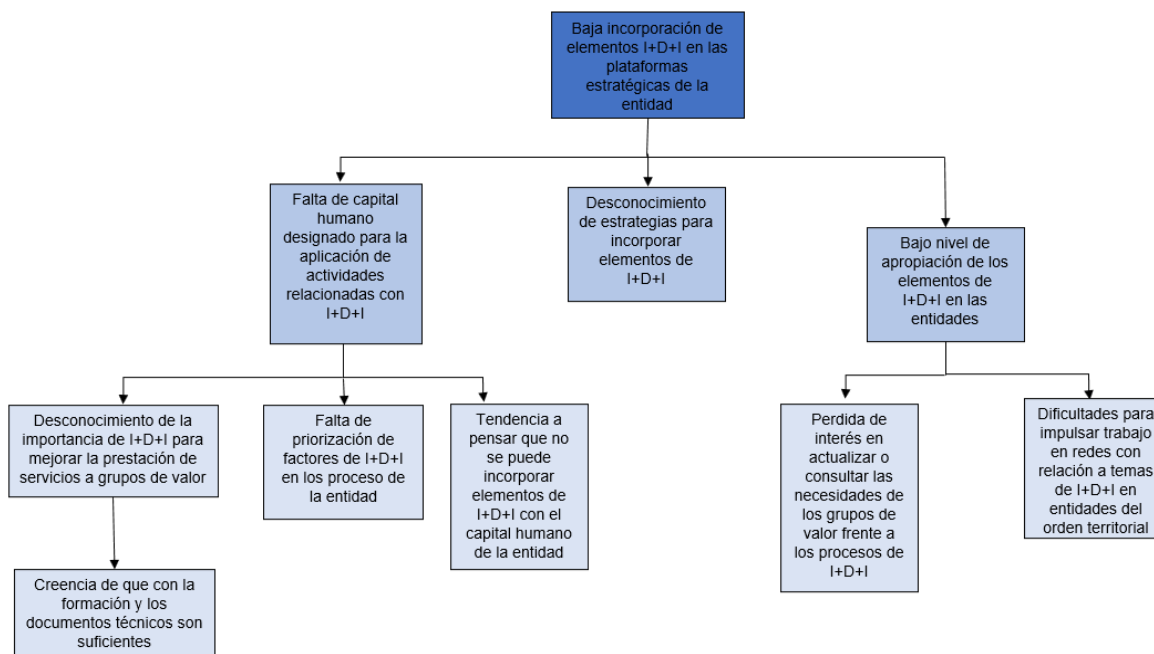 Baja incorporación de
elementos I+D+I en las
plataformas
estratégicas de la
entidad
Falta de capital
humano
designado para la
aplicación de
actividades
relacionadas con
I+D+I
Desconocimiento
de estrategias para
incorporar
elementos de
I+D+I
Bajo nivel de
apropiación de los
elementos de
I+D+I en las
entidades
Desconocimiento de la
importancia de I+D+I para
mejorar la prestación de
servicios a grupos de valor
Falta de
priorización de
factores de I+D+I
en los proceso de
la entidad
Tendencia a
pensar que no
se puede
incorporar
elementos de
I+D+I con el
capital humano
de la entidad
Perdida de
interés en
actualizar o
consultar las
necesidades de
los grupos de
valor frente a
los procesos de
I+D+I
Dificultades para
impulsar trabajo
en redes con
relación a temas
de I+D+I en
entidades del
orden territorial
Creencia de que con la
formación y los
documentos técnicos son
suficientes